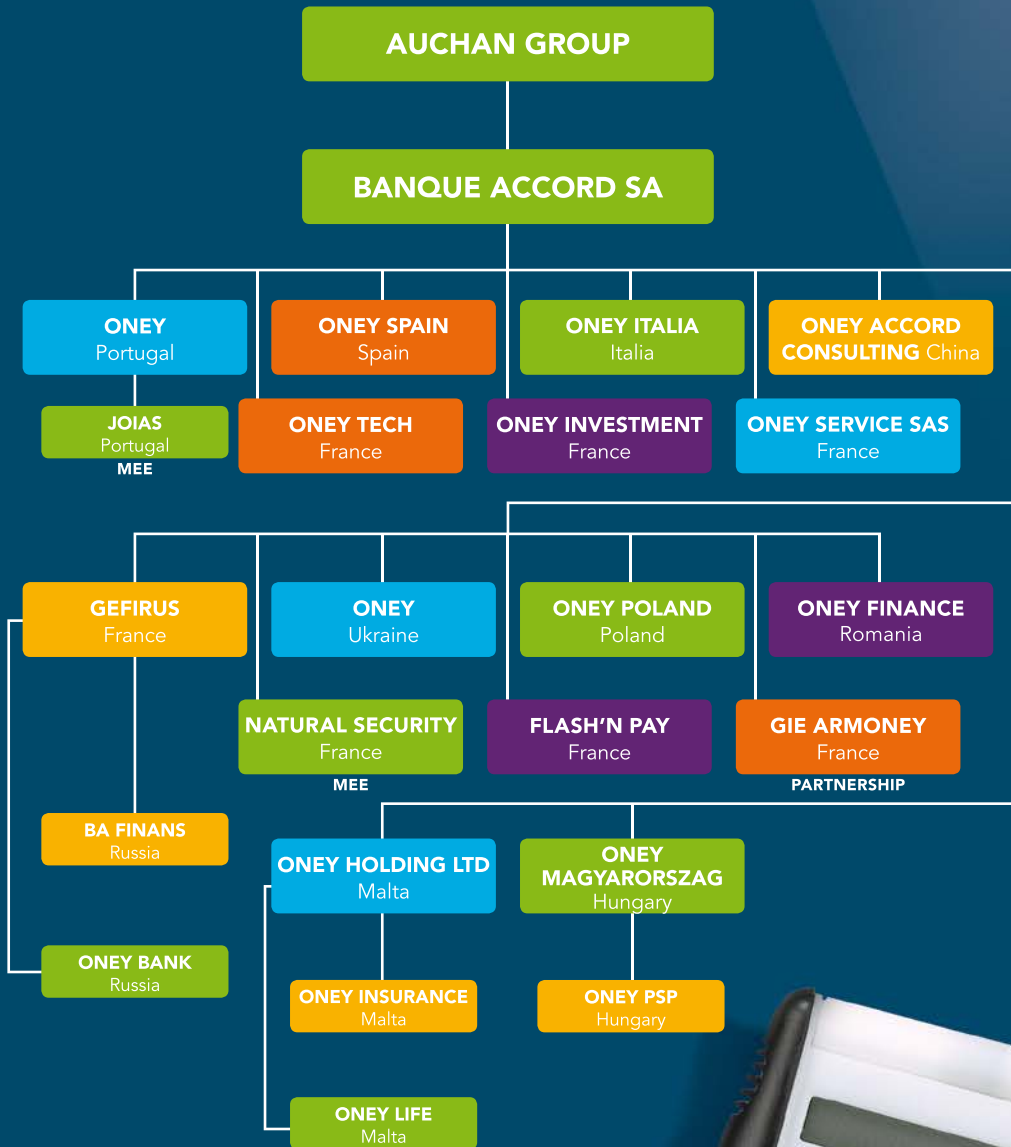 AUCHAN GROUP
BANQUE ACCORD SA
ONEY
Portugal
ONEY SPAIN
Spain
ONEY ITALIA
Italia
ONEY ACCORD
CONSULTING China
JOIAS
Portugal
MEE
ONEY TECH
France
ONEY INVESTMENT
France
ONEY SERVICE SAS
France
GEFIRUS
France
ONEY
Ukraine
ONEY POLAND
Poland
ONEY FINANCE
Romania
NATURAL SECURITY
France
MEE
FLASH'N PAY
France
GIE ARMONEY
France
PARTNERSHIP
BA FINANS
Russia
ONEY HOLDING LTD
Malta
ONEY
MAGYARORSZAG
Hungary
ONEY BANK
Russia
ONEY INSURANCE
Malta
ONEY PSP
Hungary
ONEY LIFE
Malta